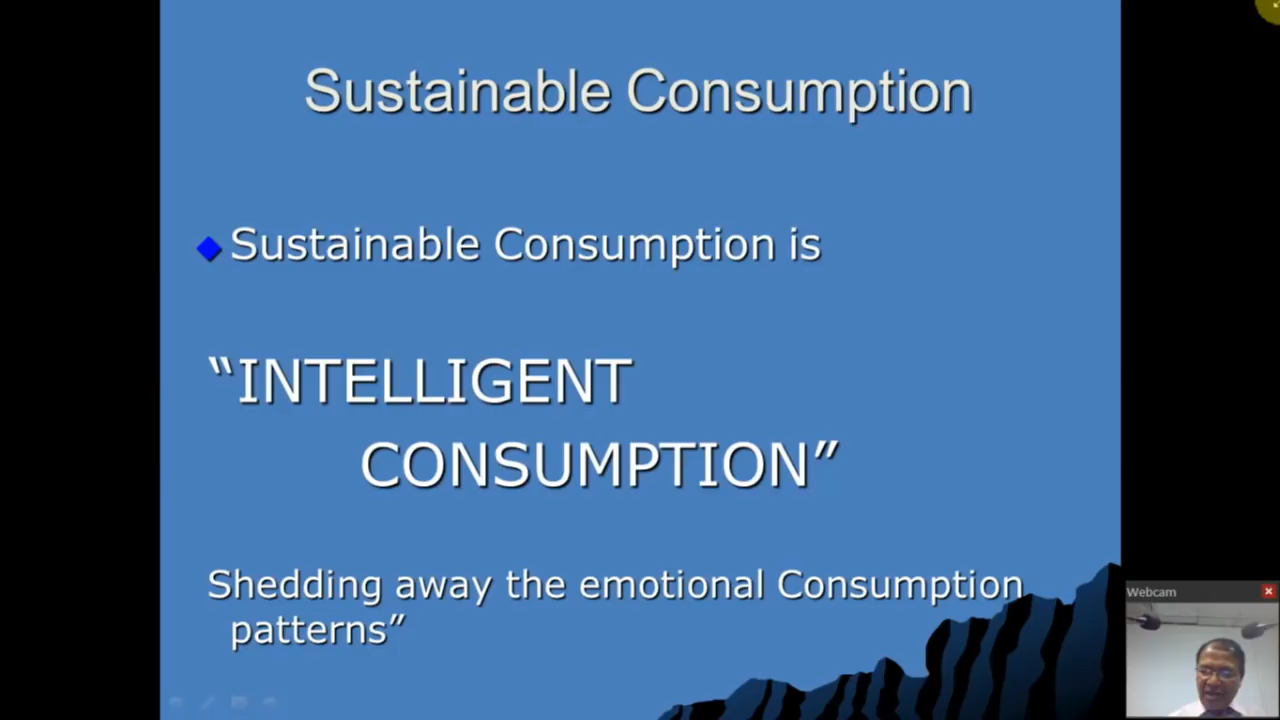 Sustainable Consumption
Sustainable Consumption is
“INTELLIGENT
CONSUMPTION”
Shedding away the emotional Consumption
patterns”
Webcam